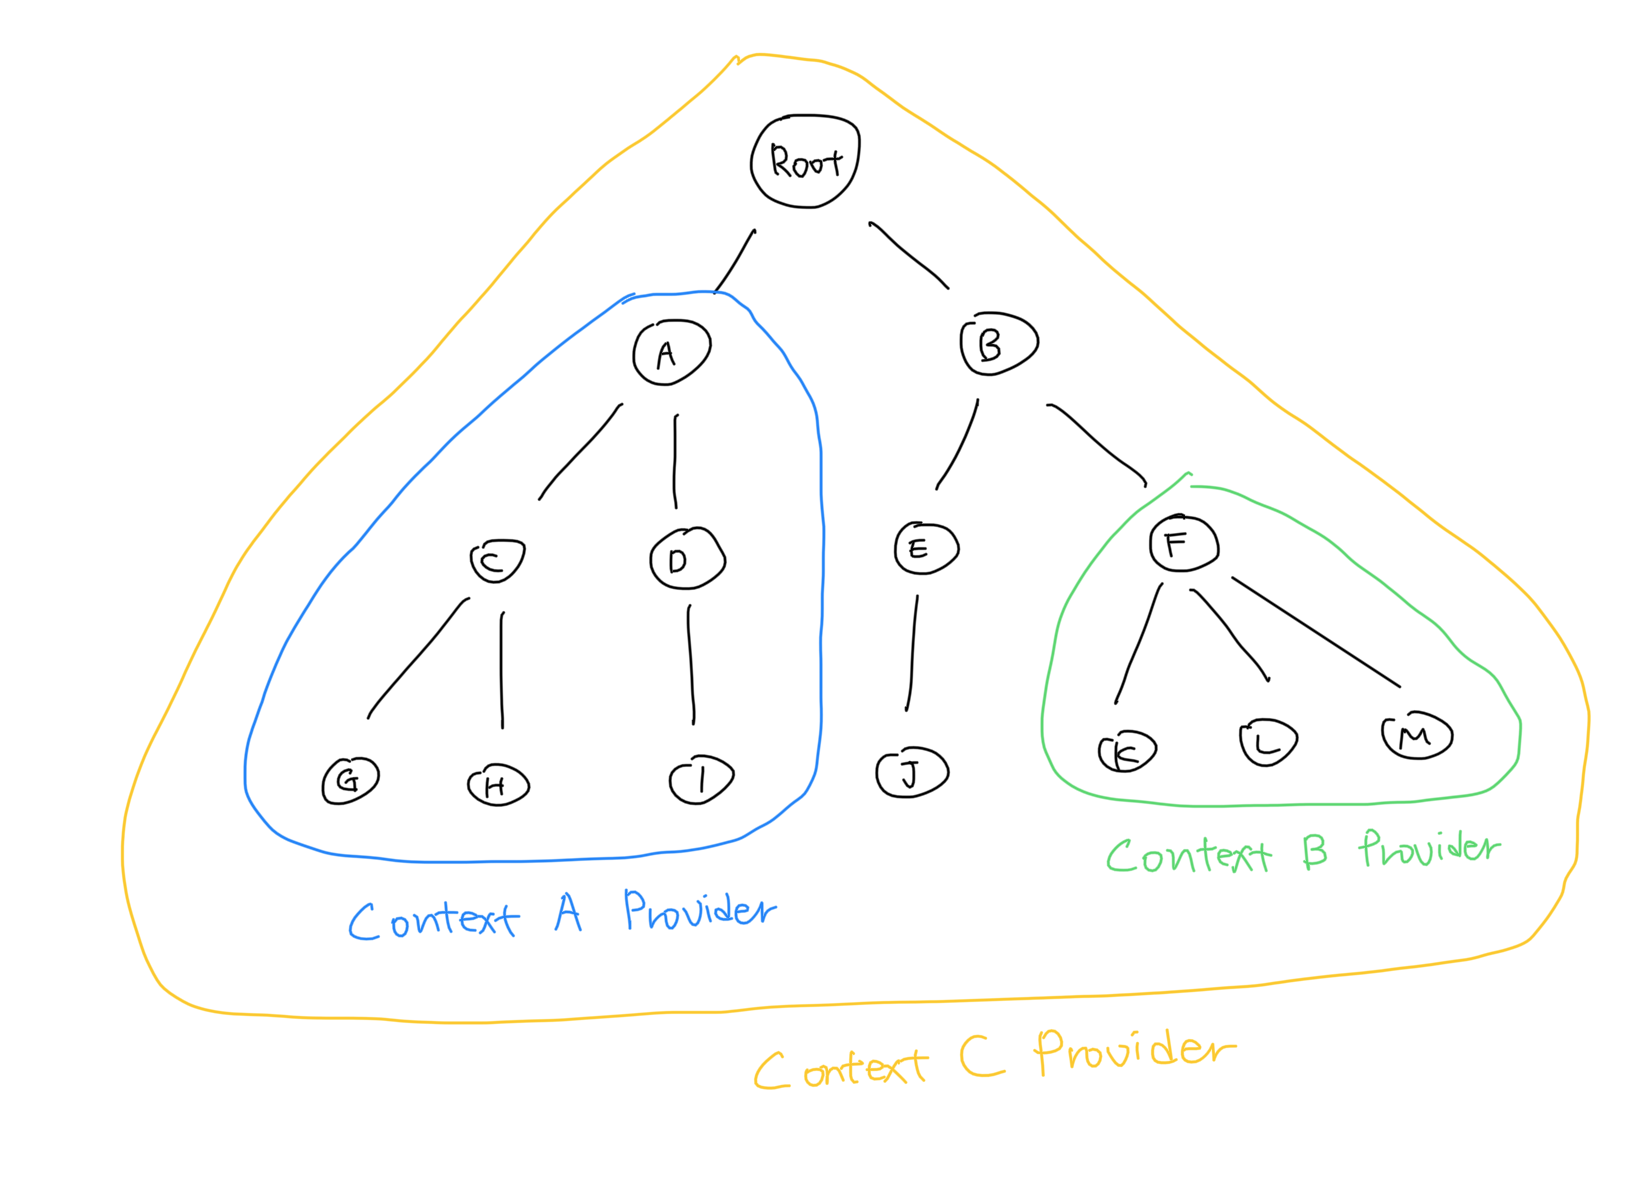 Root
A
B
C
D
E
F
G
H
I
J
K
L
M
Context B Provider
Context A Provider
Context C Provider